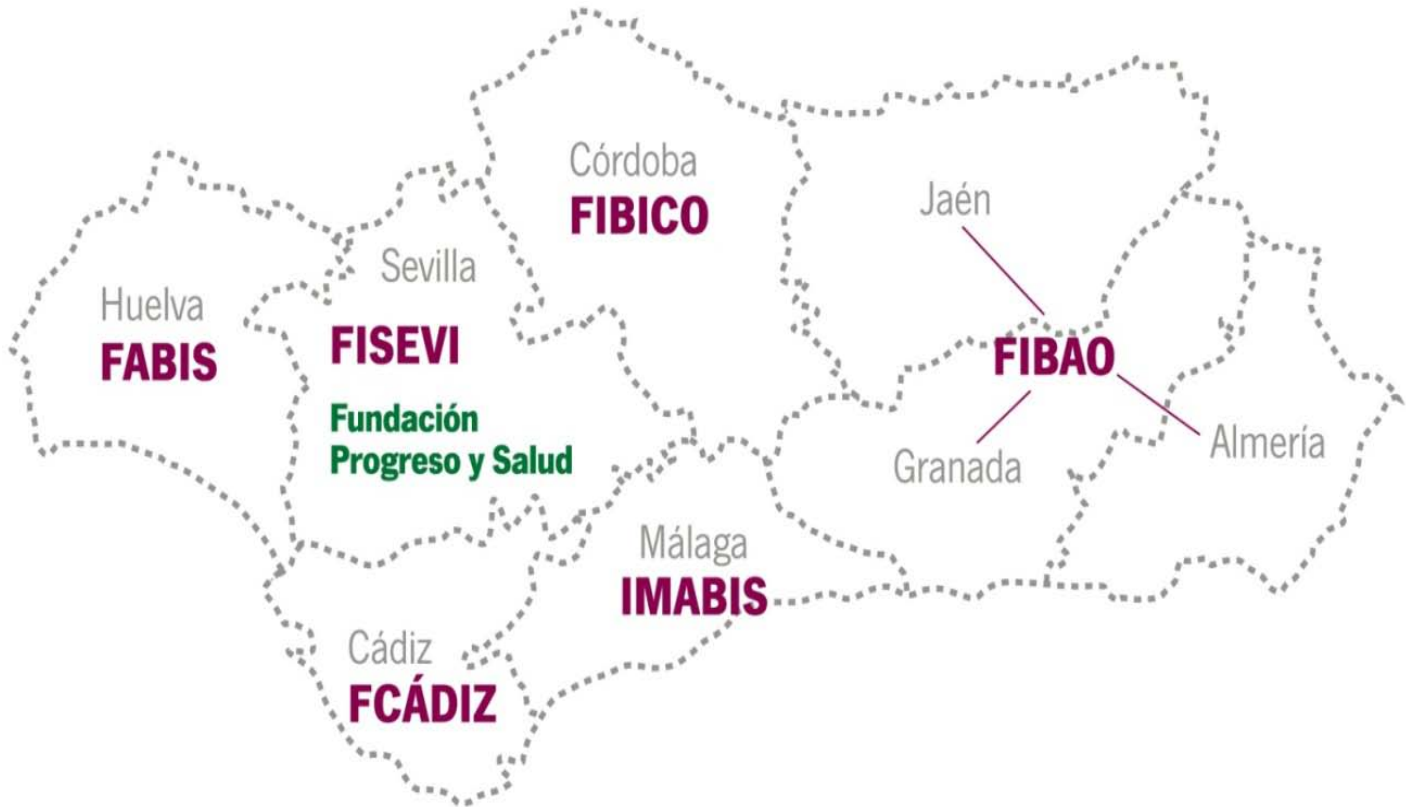 Córdoba
FIBICO
Jaén
Sevilla
Huelva
FISEVI
FABIS
FIBAO
Fundación
Progreso y Salud
Almería
Granada
Málaga
IMABIS
Cádiz
FCÁDIZ